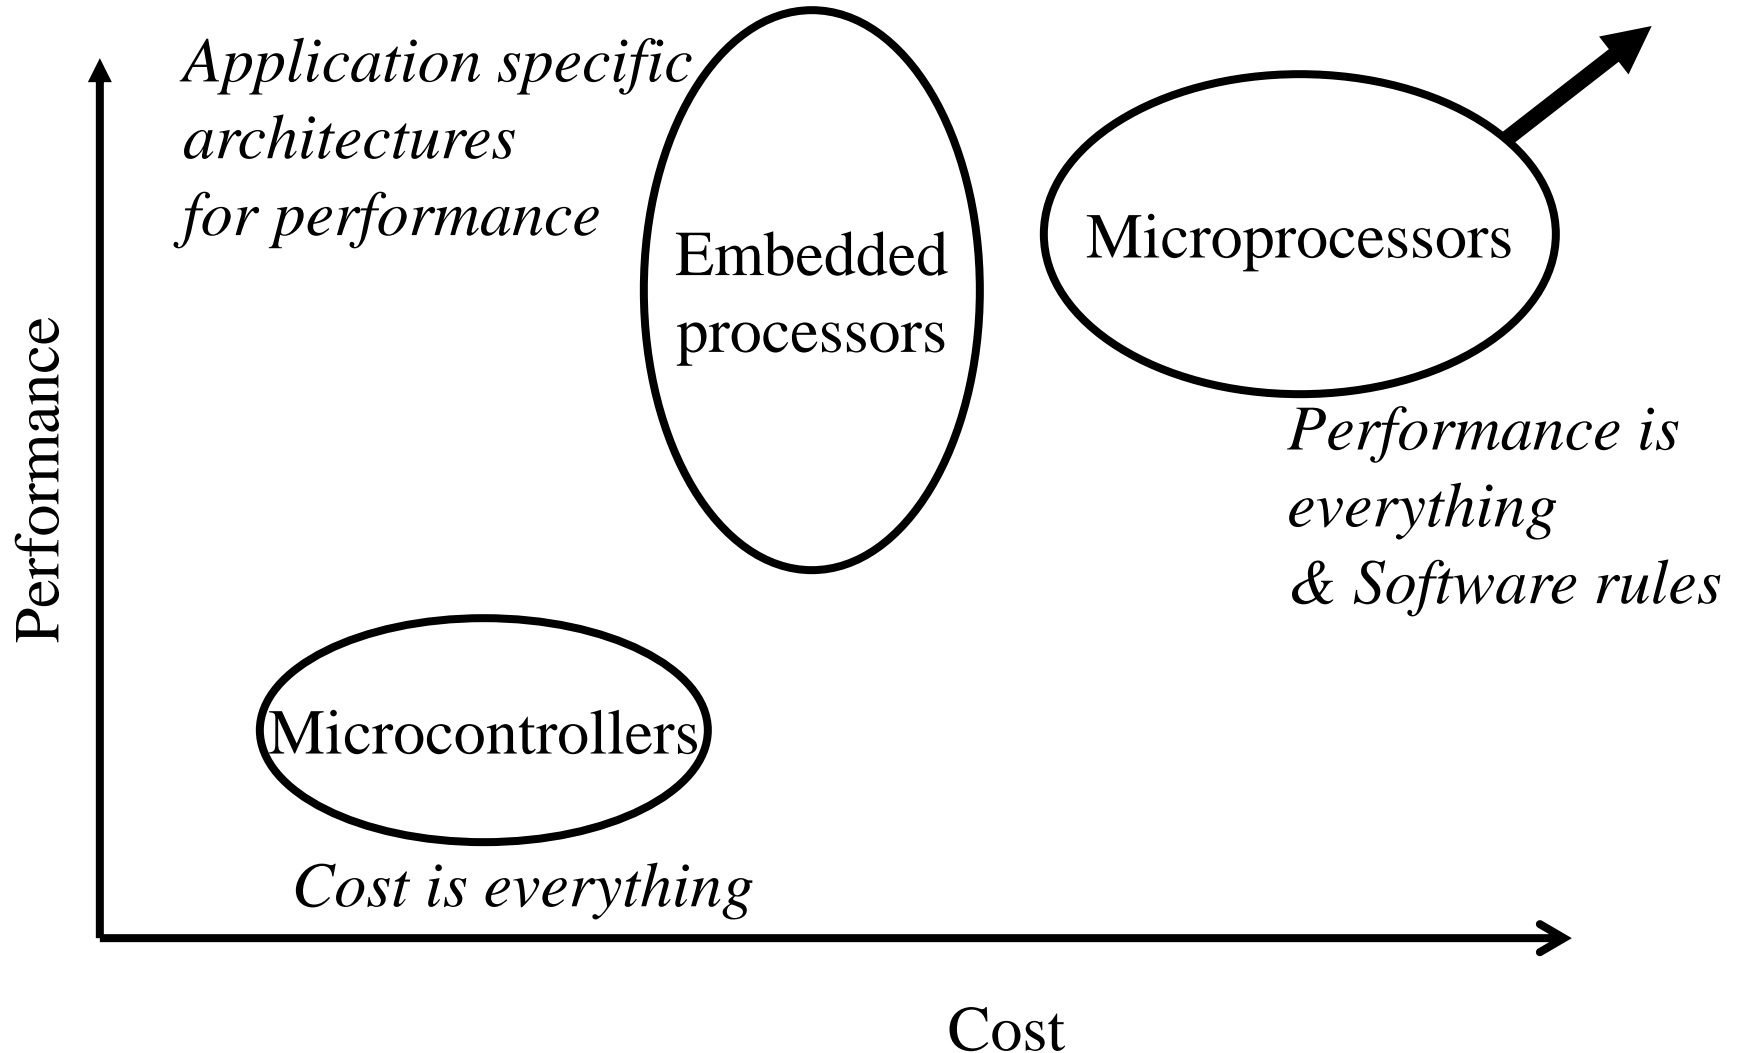 Application specific
architectures
for performance
Embedded
processors
Microprocessors
Performance is
everything
& Software rules
Performance
Microcontrollers
Cost is everything
Cost